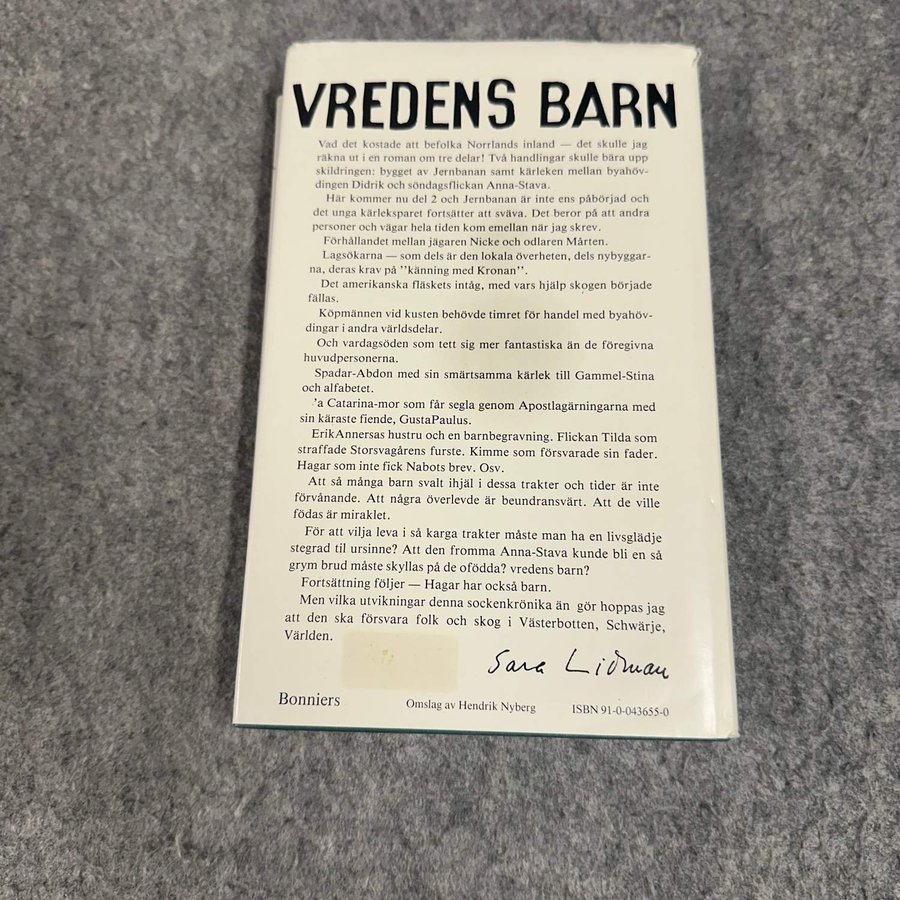 VREDENS BARN
Vad det kostade att befolka Norrlands inland — det skulle jag
räkna ut i en roman om tre delar! Två handlingar skulle bära upp
skildringen: bygget av Jernbanan samt kärleken mellan byahöv-
dingen Didrik och söndagsflickan Anna-Stava.
Här kommer nu del 2 och Jernbanan är inte ens påbörjad och
det unga kärleksparet fortsätter att sväva. Det beror på att andra
personer och vägar hela tiden kom emellan när jag skrev.
Förhållandet mellan jägaren Nicke och odlaren Mårten.
Lagsökarna — som dels är den lokala överheten, dels nybyggar-
na, deras krav på ”känning med Kronan”.
Det amerikanska fläskets intåg, med vars hjälp skogen började
fällas.
Köpmännen vid kusten behövde timret för handel med byahöv-
dingar i andra världsdelar.
Och vardagsöden som tett sig mer fantastiska än de föregivna
huvudpersonerna.
Spadar-Abdon med sin smärtsamma kärlek till Gammel-Stina
och alfabetet.
’a Catarina-mor som får segla genom Apostlagärningarna med
sin käraste fiende, GustaPaulus.
ErikAnnersas hustru och en barnbegravning. Flickan Tilda som
straffade Storsvagårens furste. Kimme som försvarade sin fader.
Hagar som inte fick Nabots brev. Osv.
Att så många barn svalt ihjäl i dessa trakter och tider är inte
förvånande. Att några överlevde är beundransvärt. Att de ville
födas är miraklet.
För att vilja leva i så karga trakter måste man ha en livsglädje
stegrad til ursinne? Att den fromma Anna-Stava kunde bli en så
grym brud måste skyllas på de ofödda? vredens barn?
Fortsättning följer — Hagar har också barn.
Men vilka utvikningar denna sockenkrönika än gör hoppas jag
att den ska försvara folk och skog i Västerbotten, Schwärje,
Världen.
Sara Lidman
Bonniers Omslag av Hendrik Nyberg ISBN 91-0-043655-0